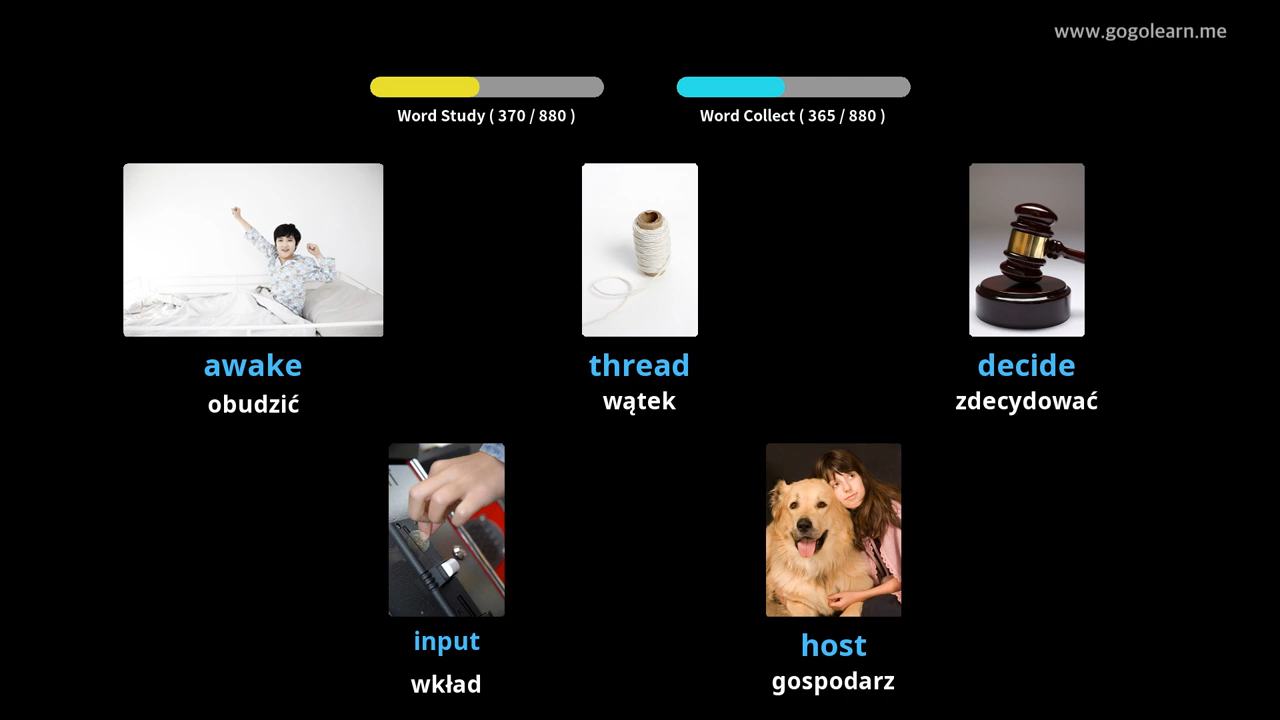 www.gogolearn.me
Word Study ( 370 / 880 )
Word Collect ( 365 / 880 )
awake
obudzić
thread
wątek
decide
zdecydować
input
wkład
host
gospodarz